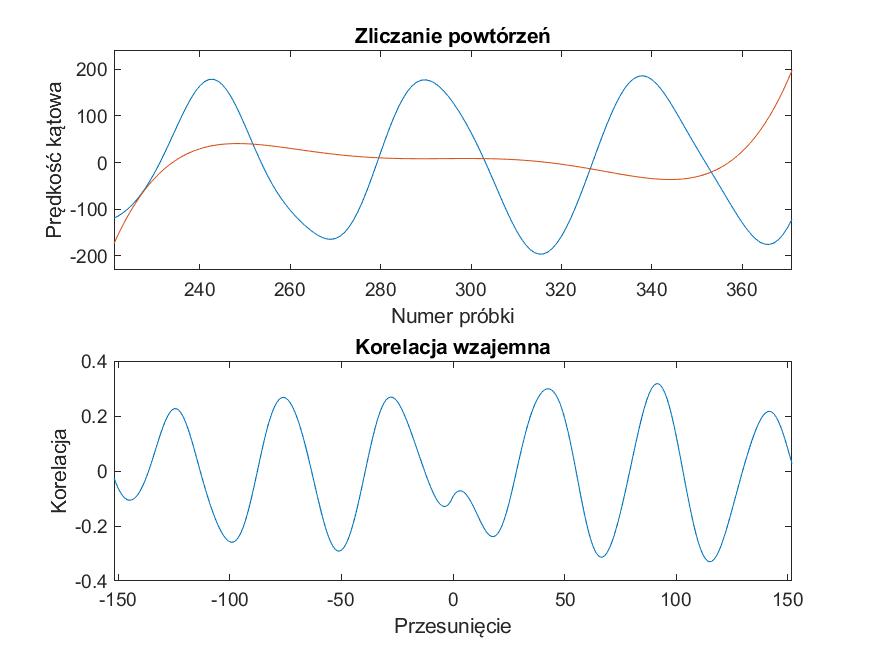 Zliczanie powtórzeń
200
100
0
-100
-200
Prędkość kątowa
240 260 280 300 320 340 360
Numer próbki
Korelacja wzajemna
0.4
0.2
0
-0.2
-0.4
Korelacja
-150 -100 -50 0 50 100 150
Przesunięcie